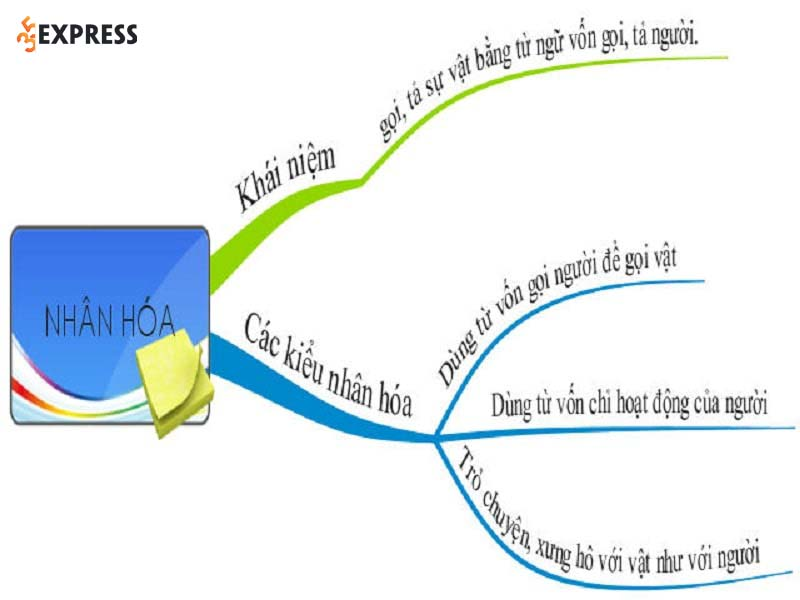 EXPRESS
NHÂN HÓA
Khái niệm
gọi, tả sự vật bằng từ ngữ vốn gọi, tả người.
Các kiểu nhân hóa
Dùng từ vốn gọi người để gọi vật
Dùng từ vốn chỉ hoạt động của người
Trỏ chuyện, xưng hô với vật như với người